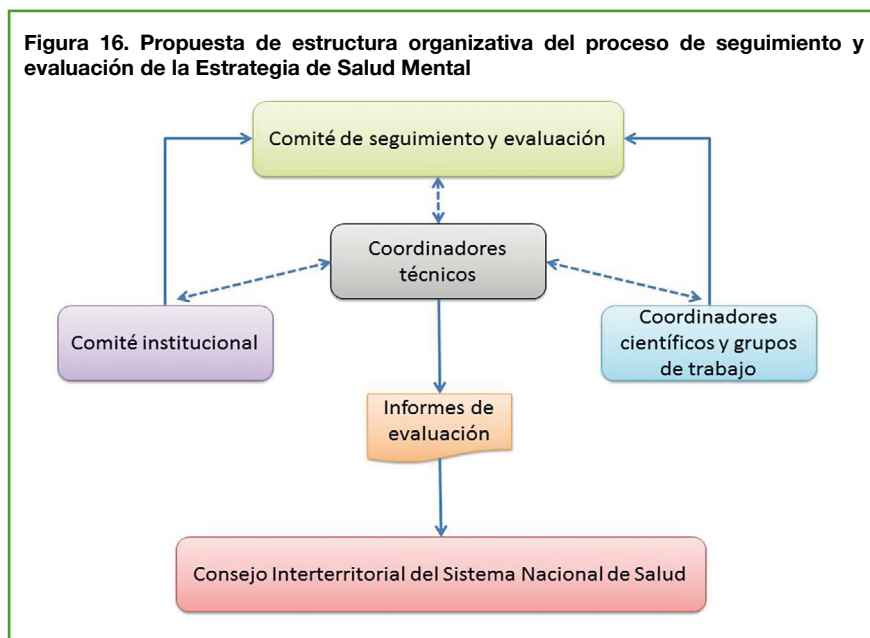 Figura 16. Propuesta de estructura organizativa del proceso de seguimiento y
evaluación de la Estrategia de Salud Mental
Comité de seguimiento y evaluación
Coordinadores
técnicos
Comité institucional
Coordinadores
científicos y grupos
de trabajo
Informes de
evaluación
Consejo Interterritorial del Sistema Nacional de Salud